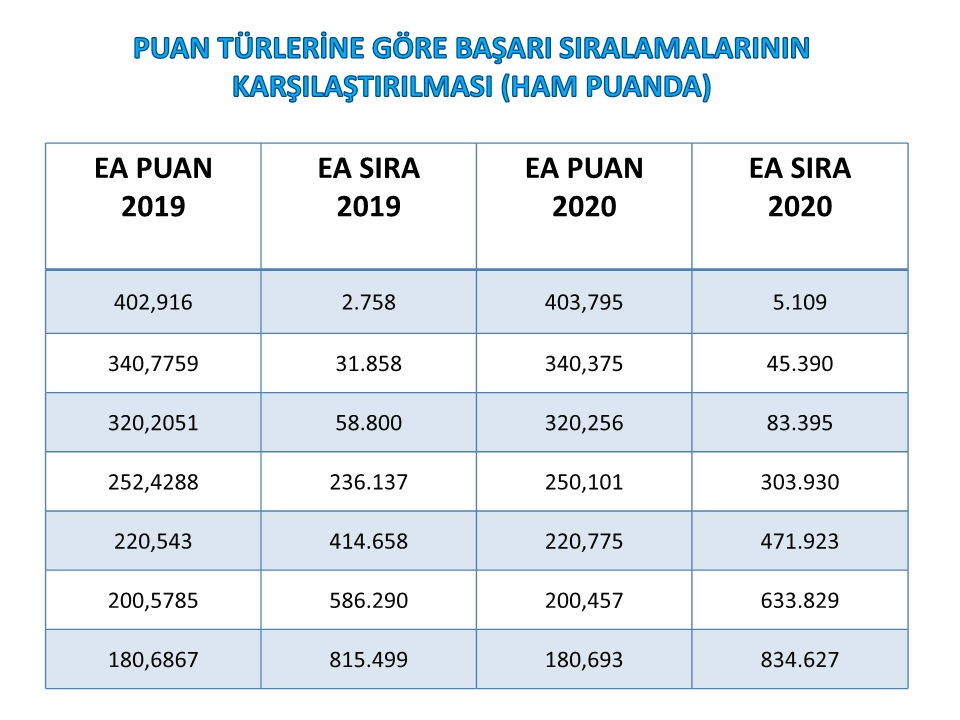 PUAN TÜRLERİNE GÖRE BAŞARI SIRALAMALARININ
KARŞILAŞTIRILMASI (HAM PUANDA)
EA PUAN 2019 EA SIRA 2019 EA PUAN 2020 EA SIRA 2020
402,916 2.758 403,795 5.109
340,7759 31.858 340,375 45.390
320,2051 58.800 320,256 83.395
252,4288 236.137 250,101 303.930
220,543 414.658 220,775 471.923
200,5785 586.290 200,457 633.829
180,6867 815.499 180,693 834.627